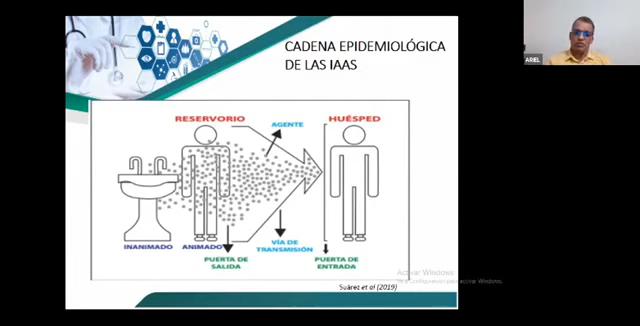 CADENA EPIDEMIOLÓGICA
DE LAS IAAS
ARIEL
RESERVORIO
AGENTE
HUÉSPED
INANIMADO
ANIMADO
VÍA DE
TRANSMISIÓN
PUERTA DE
SALIDA
PUERTA DE
ENTRADA
Activar Windows
Suárez et al (2019)